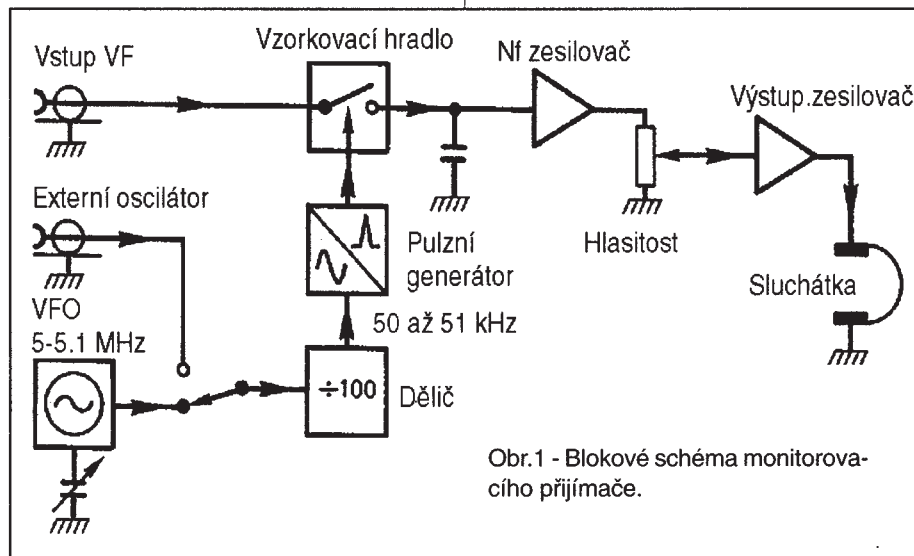 Vstup VF
Vzorkovací hradlo
Nf zesilovač
Výstup.zesilovač
Externí oscilátor
Pulzní
generátor
Hlasitost
Sluchátka
VFO
5-5.1 MHz
50 až 51 kHz
÷100
Dělič
Obr.1 - Blokové schéma monitorova-
cího přijímače.